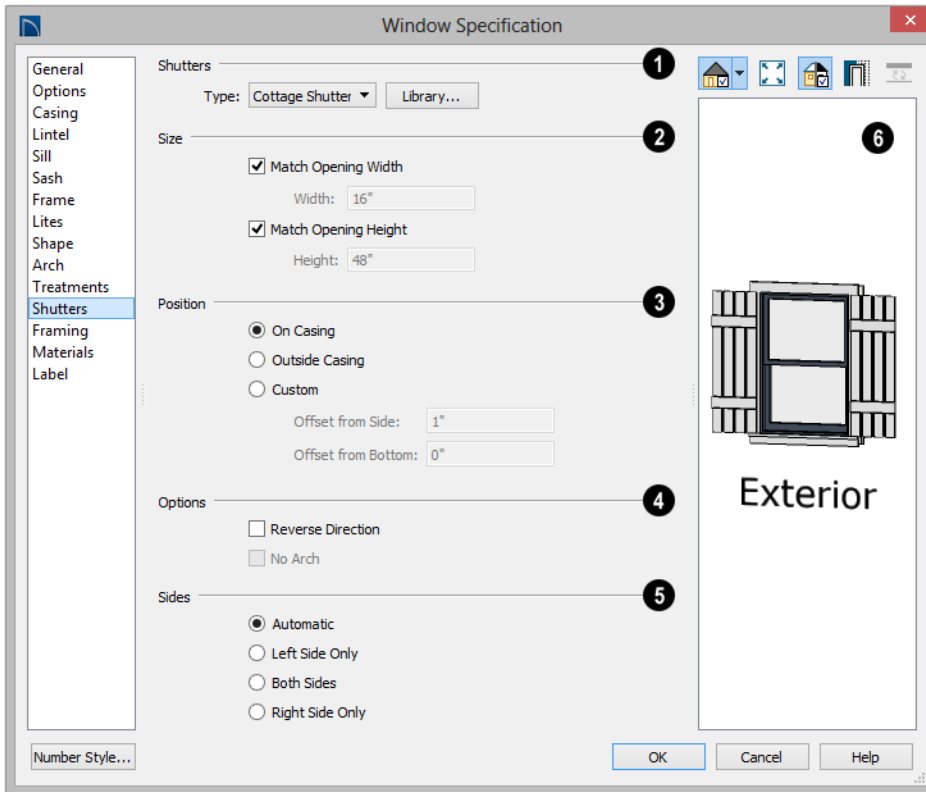 Window Specification
General
Options
Casing
Lintel
Sill
Sash
Frame
Lites
Shape
Arch
Treatments
Shutters
Framing
Materials
Label
Number Style...
Shutters 1
Type: Cottage Shutter Library...
Size 2
Match Opening Width
Width: 16"
Match Opening Height
Height: 48"
Position 3
On Casing
Outside Casing
Custom
Offset from Side: 1"
Offset from Bottom: 0"
Options 4
Reverse Direction
No Arch
Sides 5
Automatic
Left Side Only
Both Sides
Right Side Only
6
Exterior
OK Cancel Help